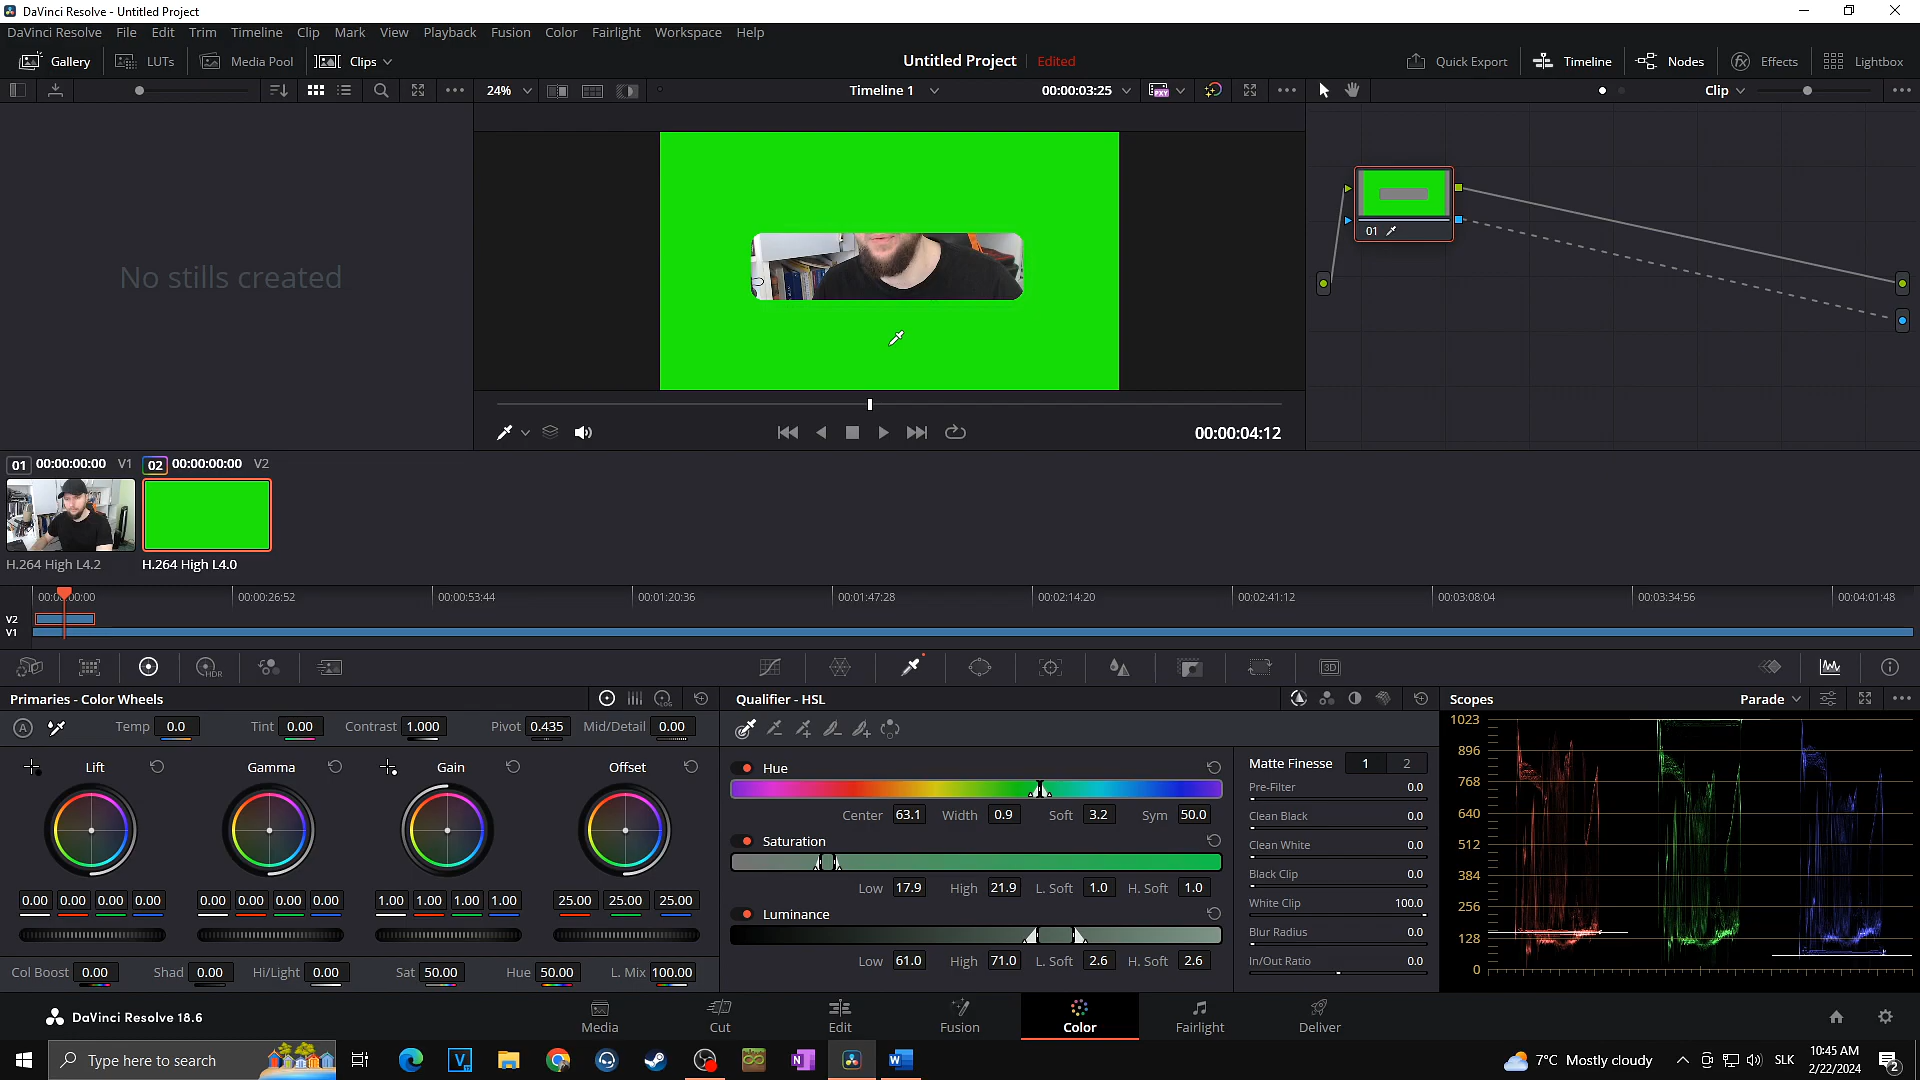 DaVinci Resolve - Untitled Project
DaVinci Resolve File Edit Trim Timeline Clip Mark View Playback Fusion Color Fairlight Workspace Help
Gallery LUTs Media Pool Clips Untitled Project Edited Quick Export Timeline Nodes Effects Lightbox
24% Timeline 1 00:00:03:25 Clip
No stills created
01
00:00:04:12
01 00:00:00:00 V1 02 00:00:00:00 V2
H.264 High L4.2 H.264 High L4.0
00:00:00:00 00:00:26:52 00:00:53:44 00:01:20:36 00:01:47:28 00:02:14:20 00:02:41:12 00:03:08:04 00:03:34:56 00:04:01:48
V2
V1
HDR 3D
Primaries - Color Wheels LOG Qualifier - HSL Scopes Parade
A Temp 0.0 Tint 0.00 Contrast 1.000 Pivot 0.435 Mid/Detail 0.00
Lift Gamma Gain Offset
0.00 0.00 0.00 0.00 0.00 0.00 0.00 0.00 1.00 1.00 1.00 1.00 25.00 25.00 25.00
Col Boost 0.00 Shad 0.00 Hi/Light 0.00 Sat 50.00 Hue 50.00 L. Mix 100.00
Hue
Center 63.1 Width 0.9 Soft 3.2 Sym 50.0
Saturation
Low 17.9 High 21.9 L. Soft 1.0 H. Soft 1.0
Luminance
Low 61.0 High 71.0 L. Soft 2.6 H. Soft 2.6
Matte Finesse 1 2
Pre-Filter 0.0
Clean Black 0.0
Clean White 0.0
Black Clip 0.0
White Clip 100.0
Blur Radius 0.0
In/Out Ratio 0.0
1023
896
768
640
512
384
256
128
0
DaVinci Resolve 18.6 Media Cut Edit Fusion Color Fairlight Deliver
Type here to search 7°C Mostly cloudy SLK 10:45 AM
2/22/2024 2